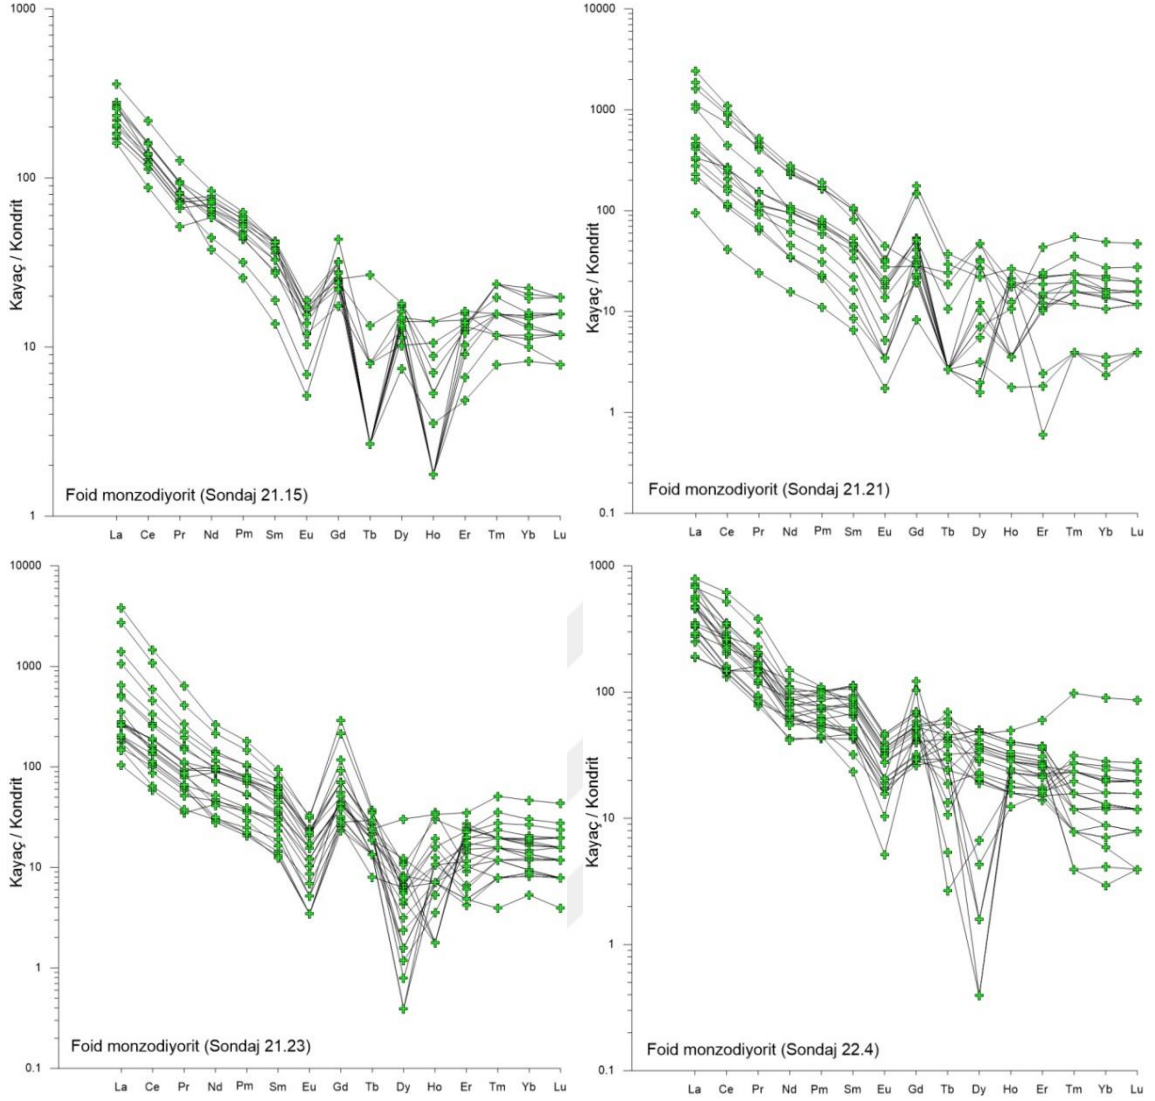 1000
100
10
1
Kayaç / Kondrit
Foid monzodiyorit (Sondaj 21.15)
La Ce Pr Nd Pm Sm Eu Gd Tb Dy Ho Er Tm Yb Lu
10000
1000
100
10
1
0.1
Kayaç / Kondrit
Foid monzodiyorit (Sondaj 21.21)
La Ce Pr Nd Pm Sm Eu Gd Tb Dy Ho Er Tm Yb Lu
10000
1000
100
10
1
0.1
Kayaç / Kondrit
Foid monzodiyorit (Sondaj 21.23)
La Ce Pr Nd Pm Sm Eu Gd Tb Dy Ho Er Tm Yb Lu
1000
100
10
1
0.1
Kayaç / Kondrit
Foid monzodiyorit (Sondaj 22.4)
La Ce Pr Nd Pm Sm Eu Gd Tb Dy Ho Er Tm Yb Lu